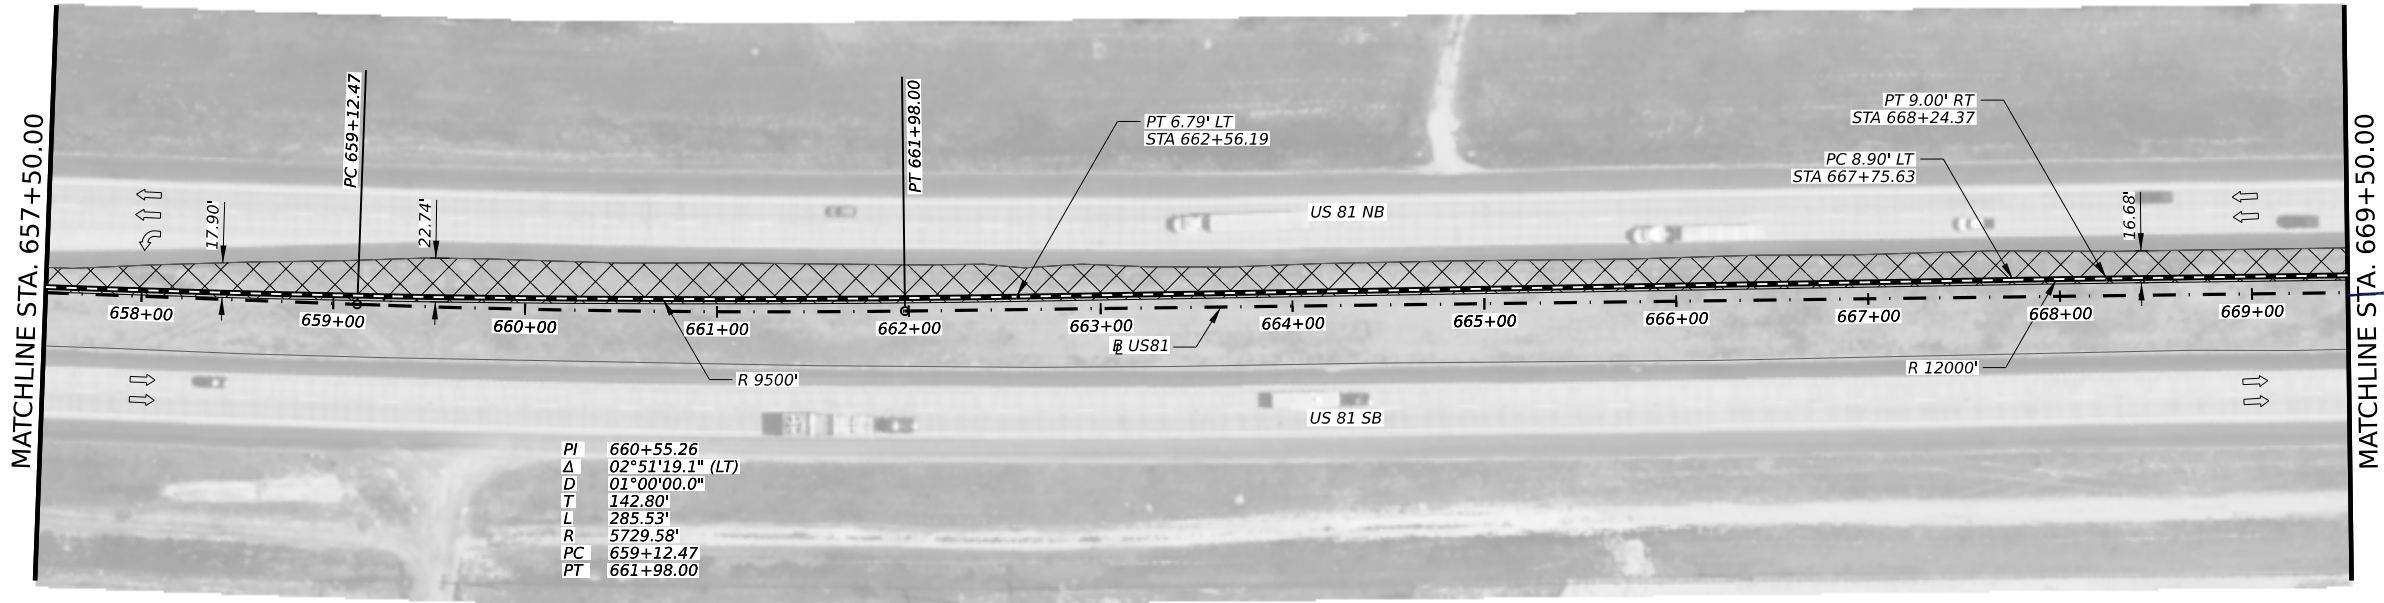 MATCHLINE STA. 657+50.00
PC 659+12.47
PT 661+98.00
PT 6.79' LT
STA 662+56.19
PT 9.00' RT
STA 668+24.37
PC 8.90' LT
STA 667+75.63
MATCHLINE STA. 669+50.00
17.90'
22.74'
US 81 NB
16.68'
658+00
659+00
660+00
661+00
662+00
663+00
664+00
665+00
666+00
667+00
668+00
669+00
BL US81
R 9500'
R 12000'
US 81 SB
PI 660+55.26
Δ 02°51'19.1" (LT)
D 01°00'00.0"
T 142.80'
L 285.53'
R 5729.58'
PC 659+12.47
PT 661+98.00